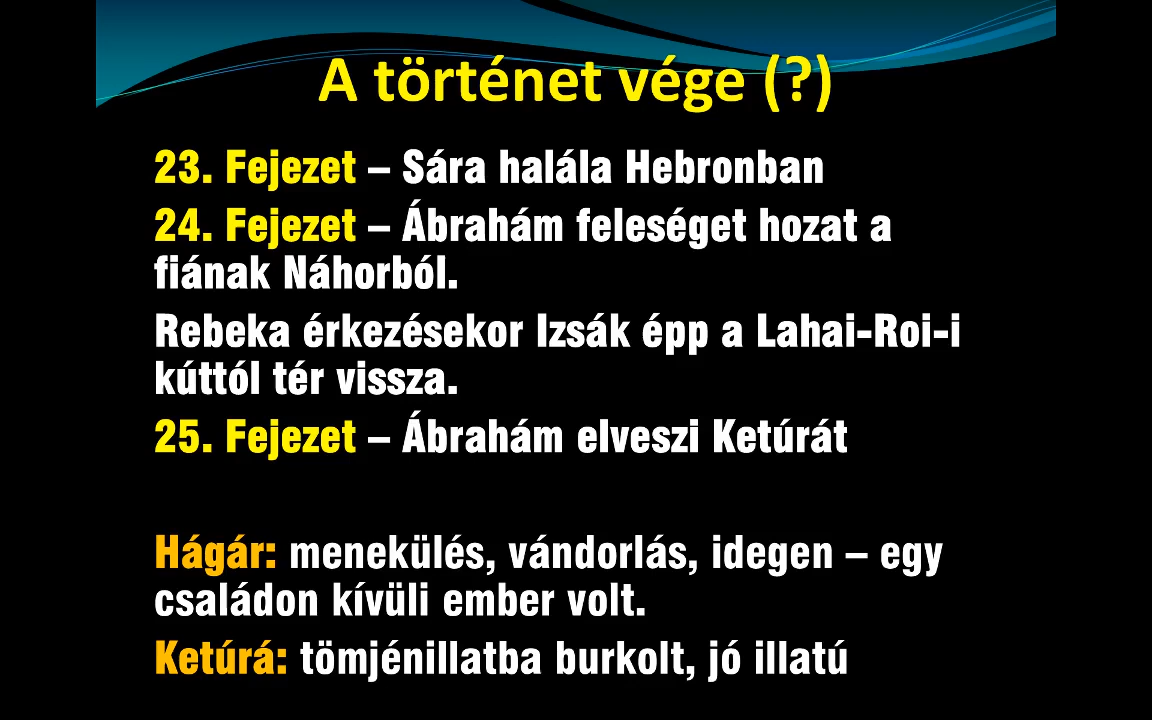 A történet vége (?)
23. Fejezet – Sára halála Hebronban
24. Fejezet – Ábrahám feleséget hozat a
fiának Náhorból.
Rebeka érkezésekor Izsák épp a Lahai-Roi-i
kúttól tér vissza.
25. Fejezet – Ábrahám elveszi Ketúrát
Hágár: menekülés, vándorlás, idegen – egy
családon kívüli ember volt.
Ketúrá: tömjénillatba burkolt, jó illatú